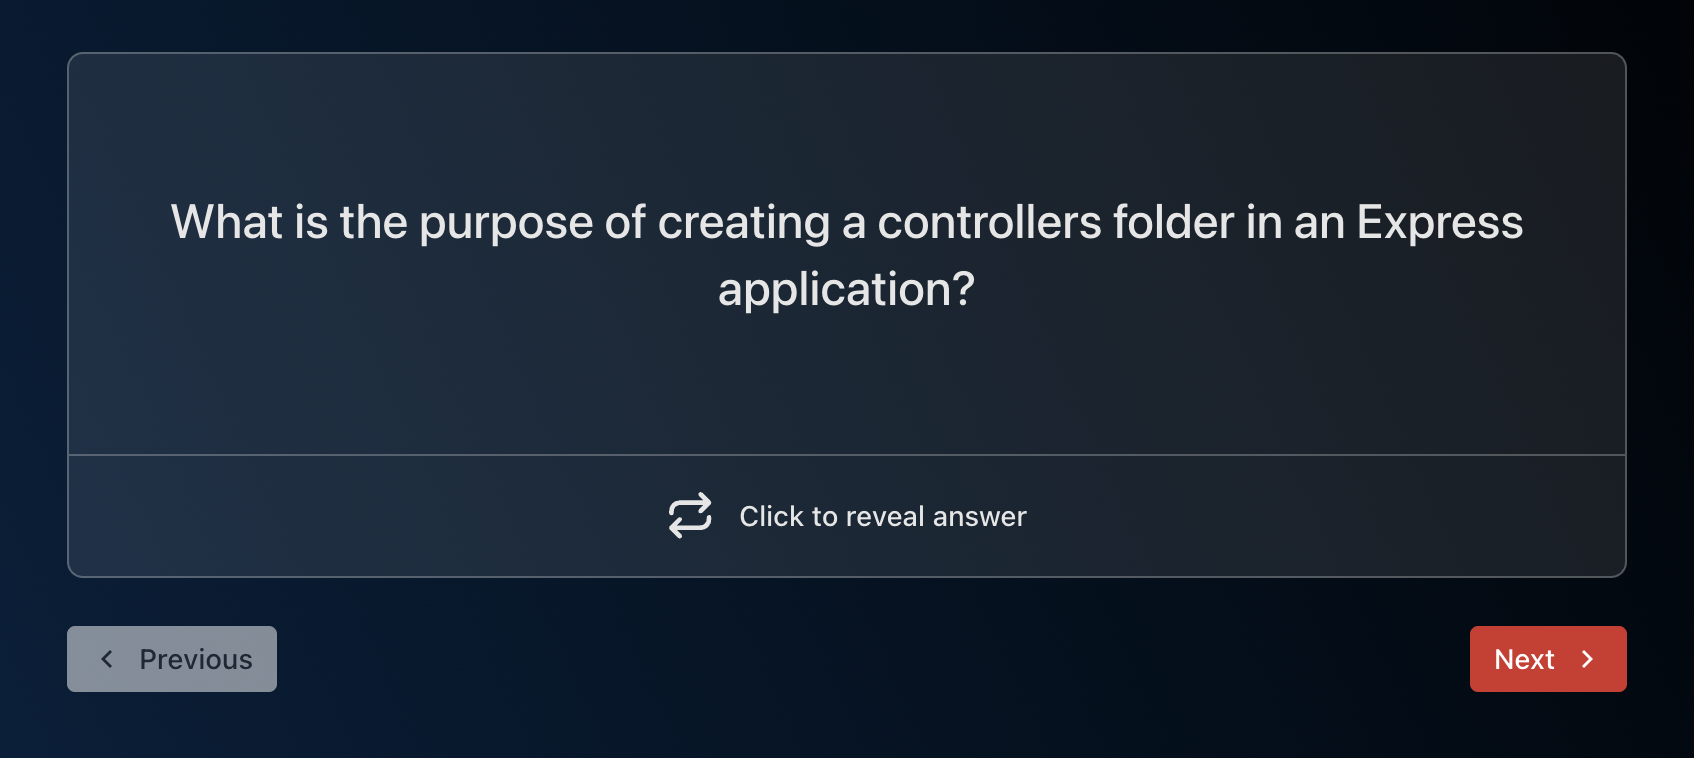 What is the purpose of creating a controllers folder in an Express
application?
Click to reveal answer
Previous
Next